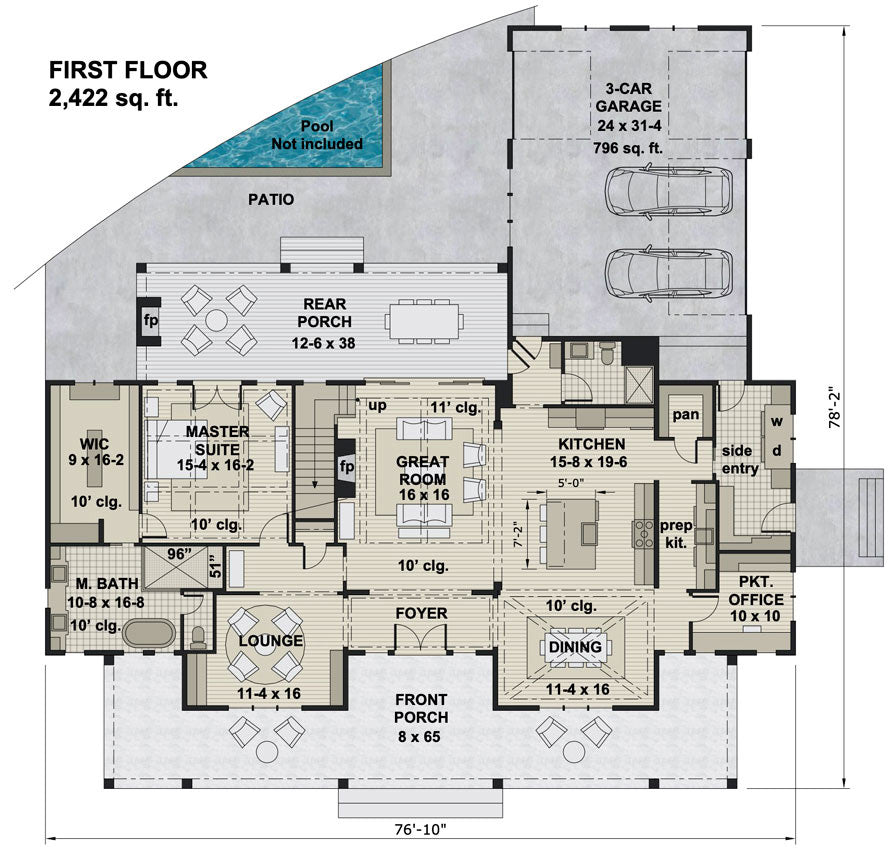 FIRST FLOOR
2,422 sq. ft.
Pool
Not included
PATIO
3-CAR
GARAGE
24 x 31-4
796 sq. ft.
REAR
PORCH
12-6 x 38
fp
78'-2"
WIC
9 x 16-2
10' clg.
MASTER
SUITE
15-4 x 16-2
10' clg.
up
11' clg.
fp
GREAT
ROOM
16 x 16
10' clg.
KITCHEN
15-8 x 19-6
5'-0"
7'-2"
pan
prep
kit.
side
entry
w
d
96"
51"
M. BATH
10-8 x 16-8
10' clg.
LOUNGE
11-4 x 16
FOYER
10' clg.
DINING
11-4 x 16
PKT.
OFFICE
10 x 10
FRONT
PORCH
8 x 65
76'-10"